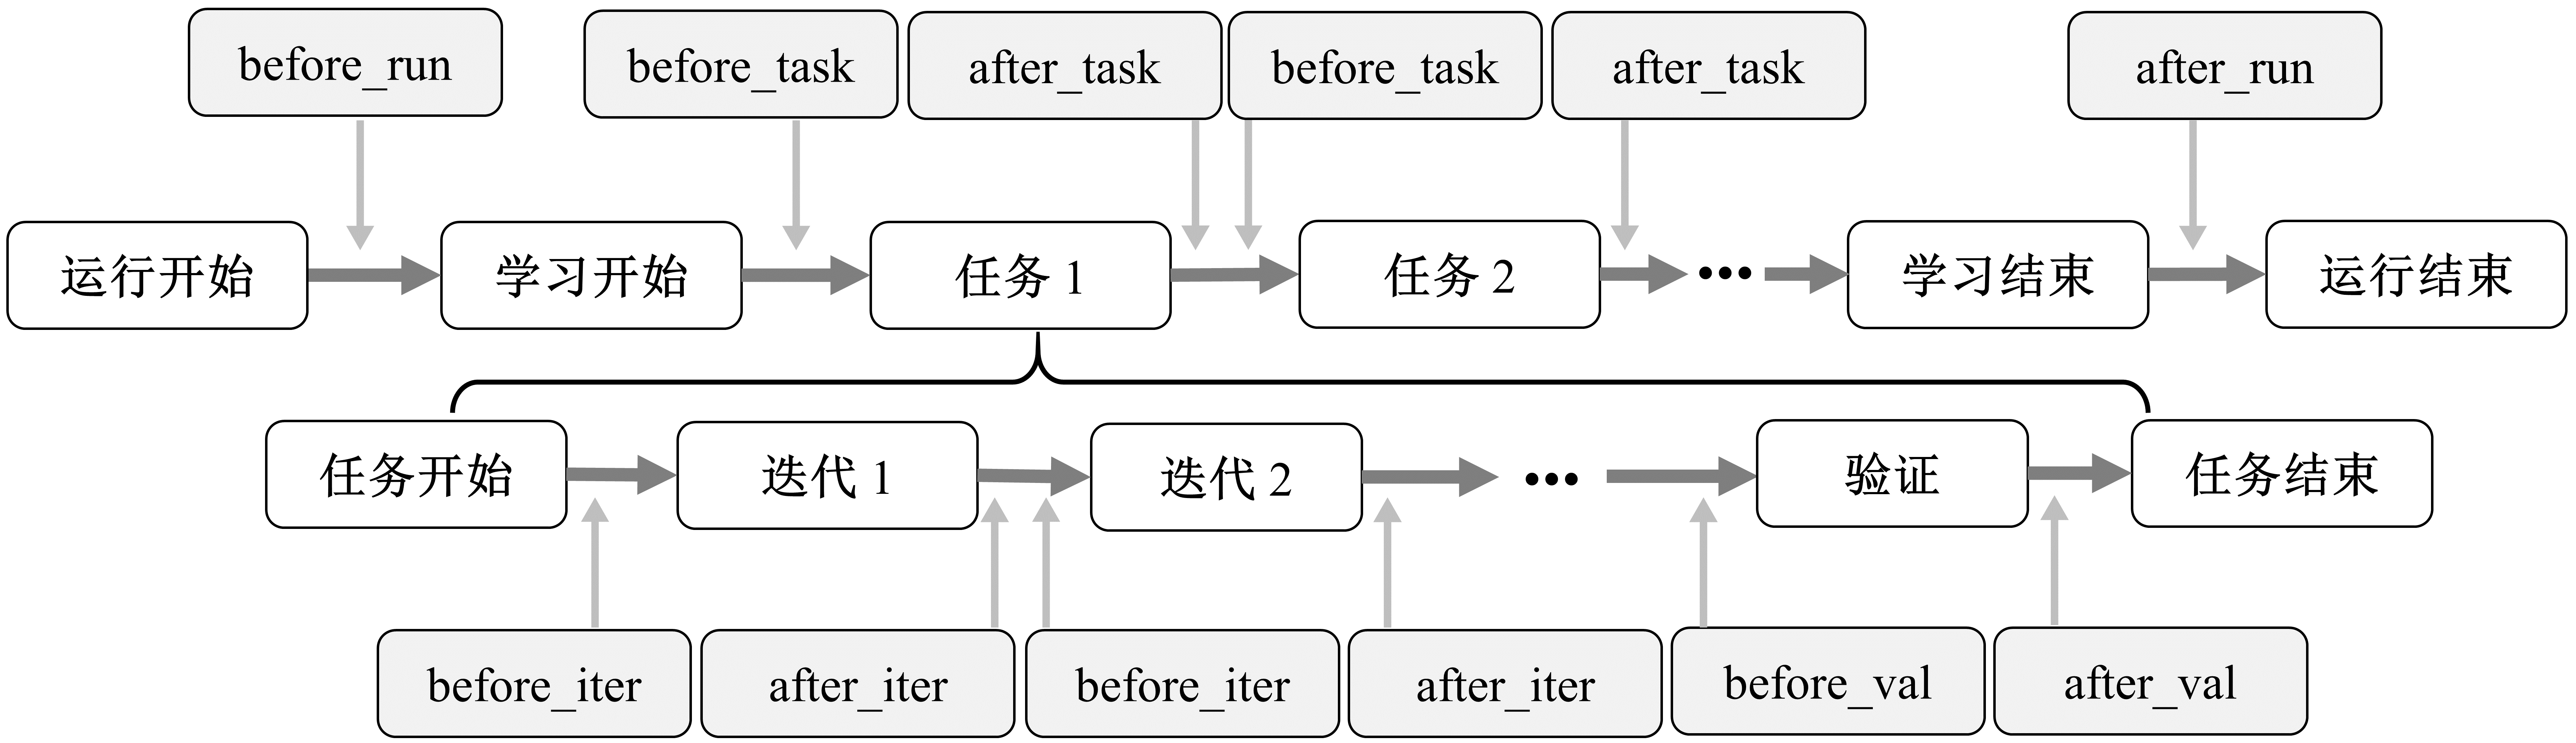 before_run
before_task
after_task
before_task
after_task
after_run
运行开始
学习开始
任务 1
任务 2
•••
学习结束
运行结束
任务开始
迭代 1
迭代 2
•••
验证
任务结束
before_iter
after_iter
before_iter
after_iter
before_val
after_val